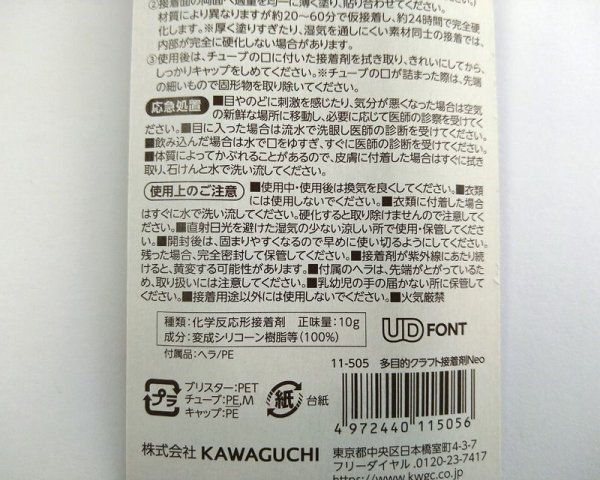 ②接着面の両面へ適量を均一に薄く塗り、貼り合わせてください。
材質により異なりますが約20～60分で仮接着し、約24時間で完全硬
化します。※厚く塗りすぎたり、湿気を通しにくい素材同士の接着では、
内部が完全に硬化しない場合があります。
③使用後は、チューブの口に付いた接着剤を拭き取り、きれいにしてから、
しっかりキャップをしめてください。※チューブの口が詰まった際は、先端
の細いもので固形物を取り除いてください。
応急処置 ■目やのどに刺激を感じたり、気分が悪くなった場合は空気
の新鮮な場所に移動し、必要に応じて医師の診察を受けてく
ださい。■目に入った場合は流水で洗眼し医師の診断を受けてください。
■飲み込んだ場合は水で口をゆすぎ、すぐに医師の診断を受けてください。
■体質によってかぶれることがあるので、皮膚に付着した場合はすぐに拭き
取り、石けんと水で洗い流してください。
使用上のご注意 ■使用中・使用後は換気を良くしてください。■衣類
には使用しないでください。■衣類に付着した場合
はすぐに水で洗い流してください。硬化すると取り除けませんので注意してく
ださい。■直射日光を避けた湿気の少ない涼しい所で使用・保管してください。
■開封後は、固まりやすくなるので早めに使い切るようにしてください。
残った場合、完全密封して保管してください。■接着剤が紫外線にあたり続
けると、黄変する可能性があります。■付属のヘラは、先端がとがっているた
め、取り扱いには注意してください。■乳幼児の手の届かない所に保管して
ください。■接着用途以外には使用しないでください。■火気厳禁
種類：化学反応形接着剤 正味量：10g
成分：変成シリコーン樹脂等（100%）
UD FONT
付属品：ヘラ/PE
11-505 多目的クラフト接着剤Neo
プラ
ブリスター:PET
チューブ:PE,M
キャップ:PE
紙
台紙
4 972440 115056
株式会社 KAWAGUCHI
東京都中央区日本橋室町4-3-7
フリーダイヤル.0120-23-7417
https://www.kwgc.co.jp